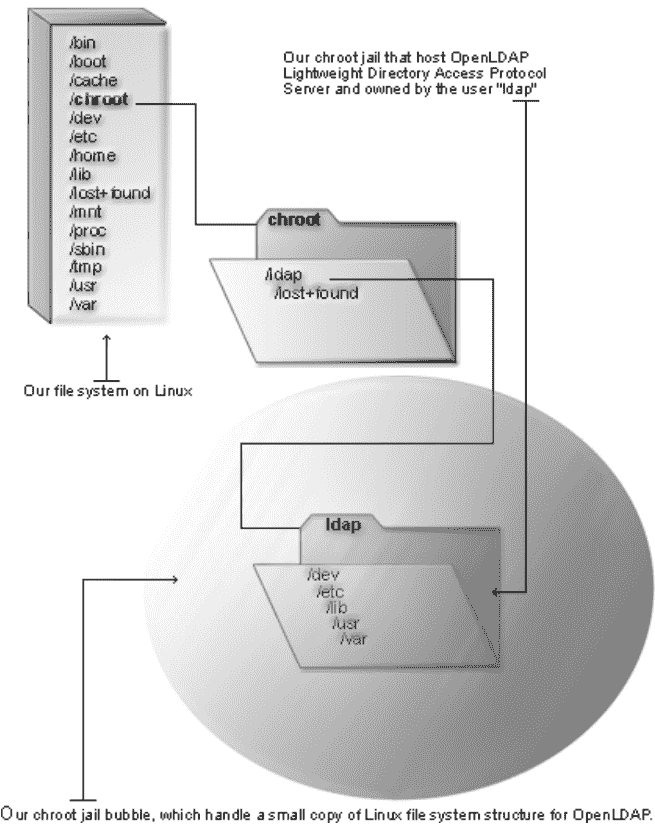 /bin
/boot
/cache
/chroot
/dev
/etc
/home
/lib
/lost+found
/mnt
/proc
/sbin
/tmp
/usr
/var
Our file system on Linux
Our chroot jail that host OpenLDAP
Lightweight Directory Access Protocol
Server and owned by the user "ldap"
chroot
/ldap
/lost+found
ldap
/dev
/etc
/lib
/usr
/var
Our chroot jail bubble, which handle a small copy of Linux file system structure for OpenLDAP.